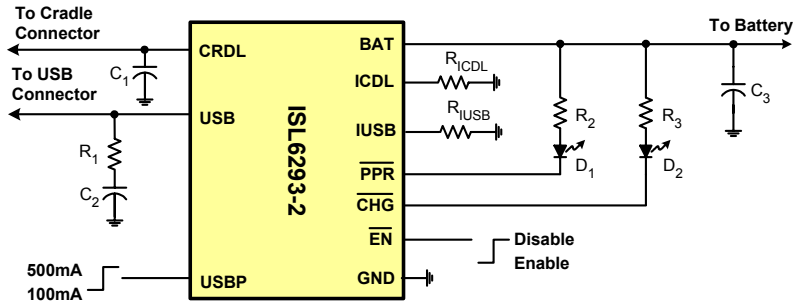 To Cradle
Connector
To USB
Connector
C1
R1
C2
500mA
100mA
CRDL
USB
USBP
ISL6293-2
BAT
ICDL
IUSB
PPR
CHG
EN
GND
RICDL
RIUSB
R2
D1
R3
D2
To Battery
C3
Disable
Enable